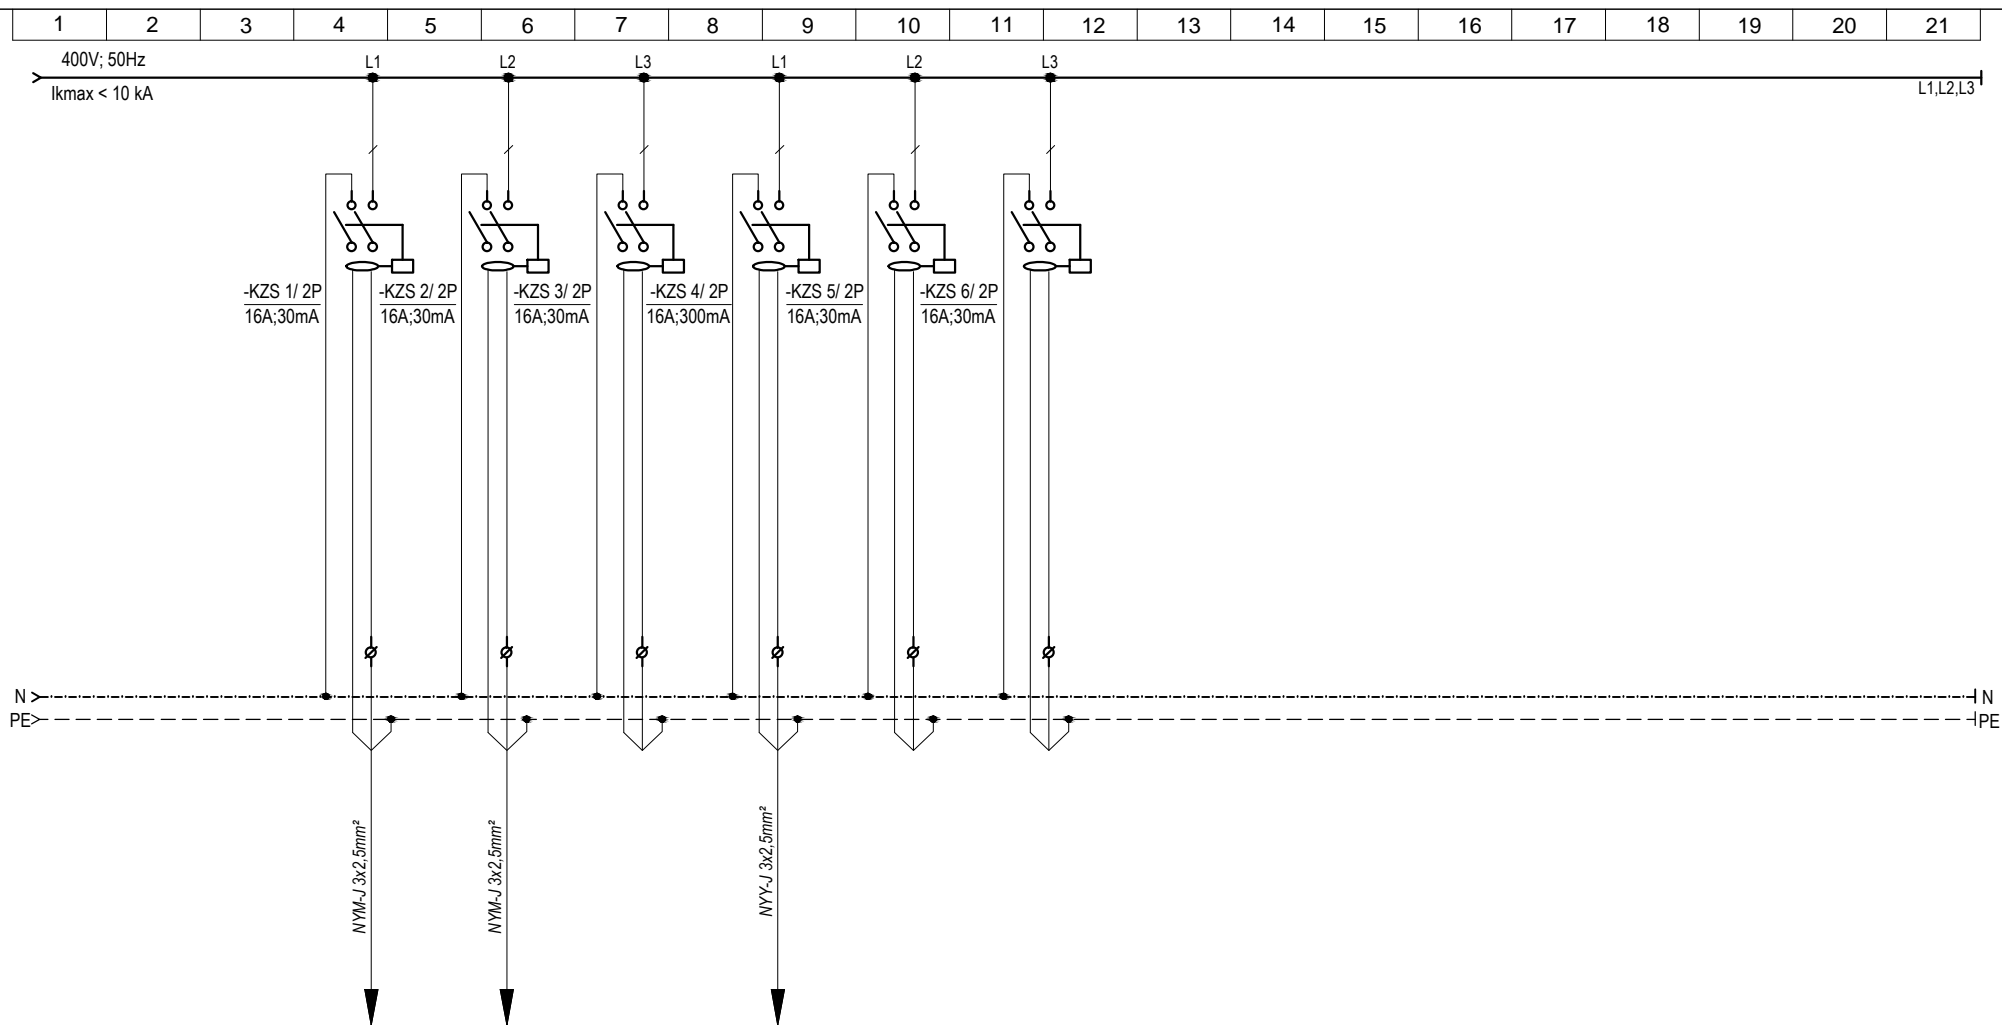 1 2 3 4 5 6 7 8 9 10 11 12 13 14 15 16 17 18 19 20 21
400V; 50Hz
L1 L2 L3 L1 L2 L3
Ikmax < 10 kA
L1,L2,L3
-KZS 1/ 2P
16A;30mA
-KZS 2/ 2P
16A;30mA
-KZS 3/ 2P
16A;30mA
-KZS 4/ 2P
16A;300mA
-KZS 5/ 2P
16A;30mA
-KZS 6/ 2P
16A;30mA
N N
PE PE
NYM-J 3x2,5mm²
NYM-J 3x2,5mm²
NYY-J 3x2,5mm²